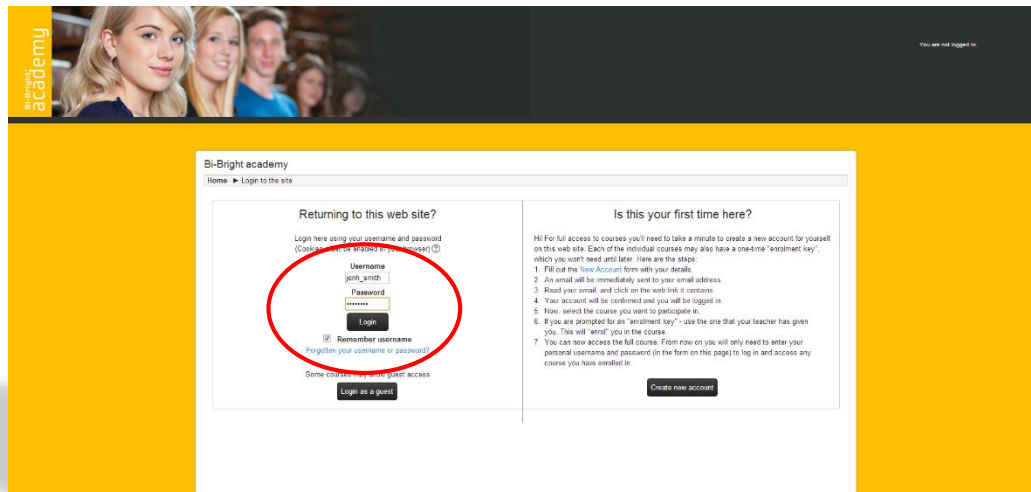 Bi-Bright
academy
You are not logged in.
Bi-Bright academy
Home ► Login to the site
Returning to this web site?
Login here using your username and password
(Cookies must be enabled in your browser)
Username
jonh_smith
Password
••••••••
Login
Remember username
Forgotten your username or password?
Some courses may allow guest access
Login as a guest
Is this your first time here?
Hi! For full access to courses you'll need to take a minute to create a new account for yourself
on this web site. Each of the individual courses may also have a one-time "enrolment key",
which you won't need until later. Here are the steps:
1. Fill out the New Account form with your details.
2. An email will be immediately sent to your email address.
3. Read your email, and click on the web link it contains.
4. Your account will be confirmed and you will be logged in.
5. Now, select the course you want to participate in.
6. If you are prompted for an "enrolment key" - use the one that your teacher has given
you. This will "enrol" you in the course.
7. You can now access the full course. From now on you will only need to enter your
personal username and password (in the form on this page) to log in and access any
course you have enrolled in.
Create new account